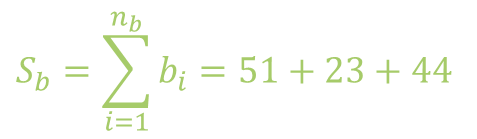 S_b = \sum_{i=1}^{n_b} b_i = 51 + 23 + 44